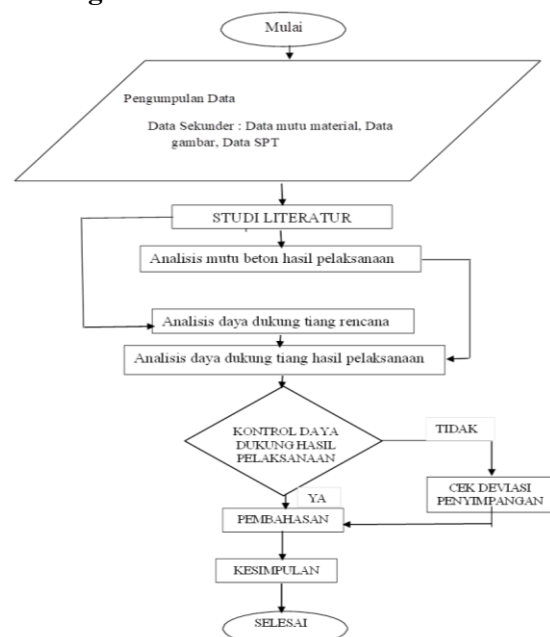 Mulai
Pengumpulan Data
Data Sekunder : Data mutu material, Data
gambar, Data SPT
STUDI LITERATUR
Analisis mutu beton hasil pelaksanaan
Analisis daya dukung tiang rencana
Analisis daya dukung tiang hasil pelaksanaan
KONTROL DAYA
DUKUNG HASIL
PELAKSANAAN
TIDAK
CEK DEVIASI
PENYIMPANGAN
YA
PEMBAHASAN
KESIMPULAN
SELESAI